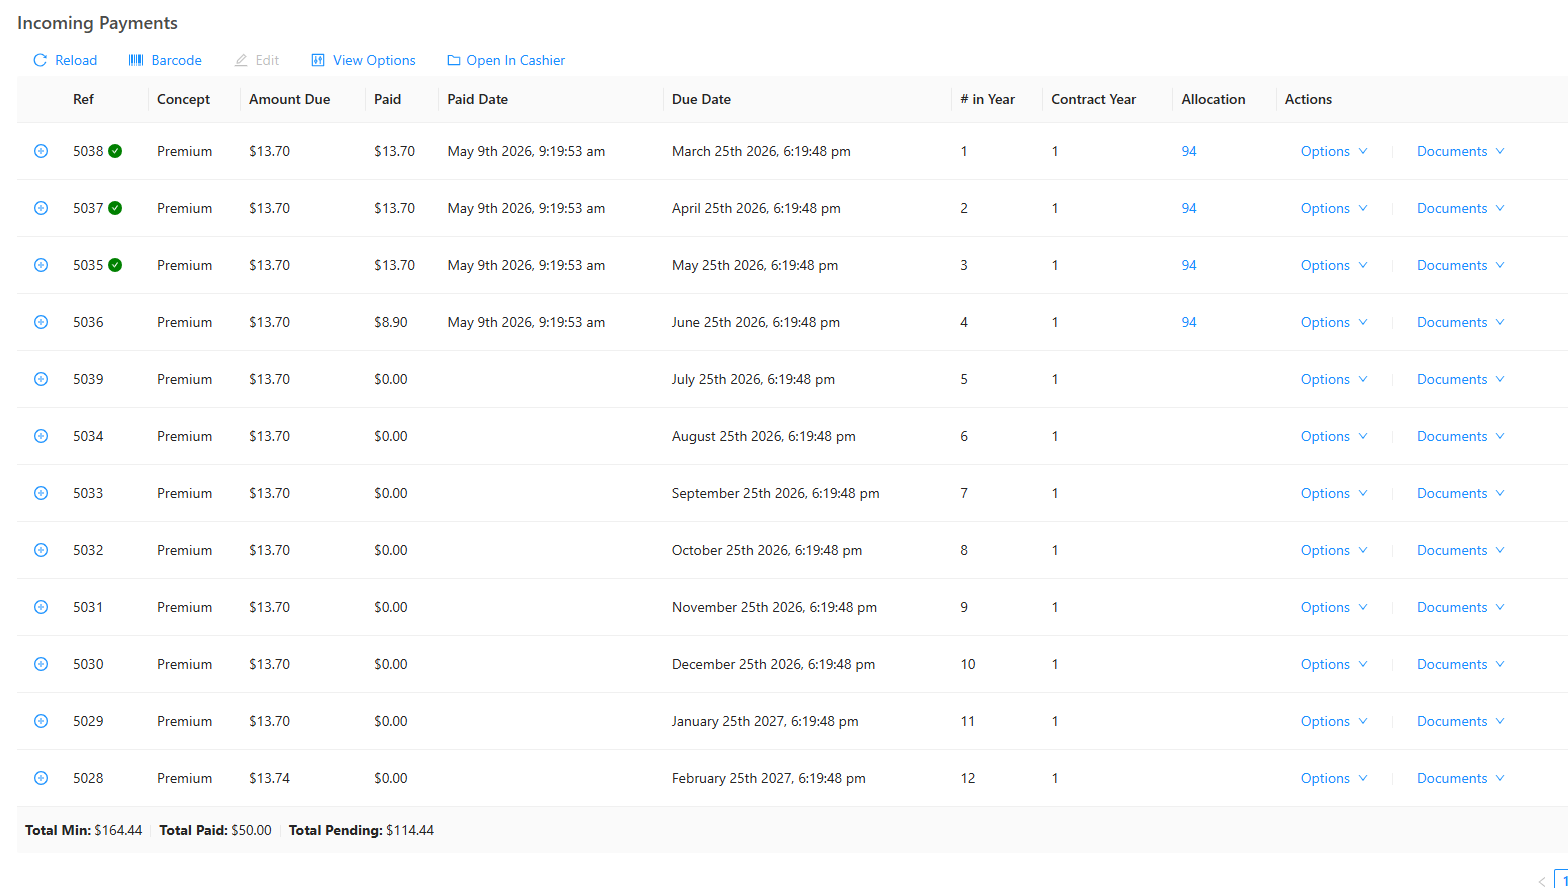 Incoming Payments
Reload Barcode Edit View Options Open In Cashier
Ref Concept Amount Due Paid Paid Date Due Date # in Year Contract Year Allocation Actions
5038 Premium $13.70 $13.70 May 9th 2026, 9:19:53 am March 25th 2026, 6:19:48 pm 1 1 94 Options Documents
5037 Premium $13.70 $13.70 May 9th 2026, 9:19:53 am April 25th 2026, 6:19:48 pm 2 1 94 Options Documents
5035 Premium $13.70 $13.70 May 9th 2026, 9:19:53 am May 25th 2026, 6:19:48 pm 3 1 94 Options Documents
5036 Premium $13.70 $8.90 May 9th 2026, 9:19:53 am June 25th 2026, 6:19:48 pm 4 1 94 Options Documents
5039 Premium $13.70 $0.00 July 25th 2026, 6:19:48 pm 5 1 Options Documents
5034 Premium $13.70 $0.00 August 25th 2026, 6:19:48 pm 6 1 Options Documents
5033 Premium $13.70 $0.00 September 25th 2026, 6:19:48 pm 7 1 Options Documents
5032 Premium $13.70 $0.00 October 25th 2026, 6:19:48 pm 8 1 Options Documents
5031 Premium $13.70 $0.00 November 25th 2026, 6:19:48 pm 9 1 Options Documents
5030 Premium $13.70 $0.00 December 25th 2026, 6:19:48 pm 10 1 Options Documents
5029 Premium $13.70 $0.00 January 25th 2027, 6:19:48 pm 11 1 Options Documents
5028 Premium $13.74 $0.00 February 25th 2027, 6:19:48 pm 12 1 Options Documents
Total Min: $164.44 Total Paid: $50.00 Total Pending: $114.44